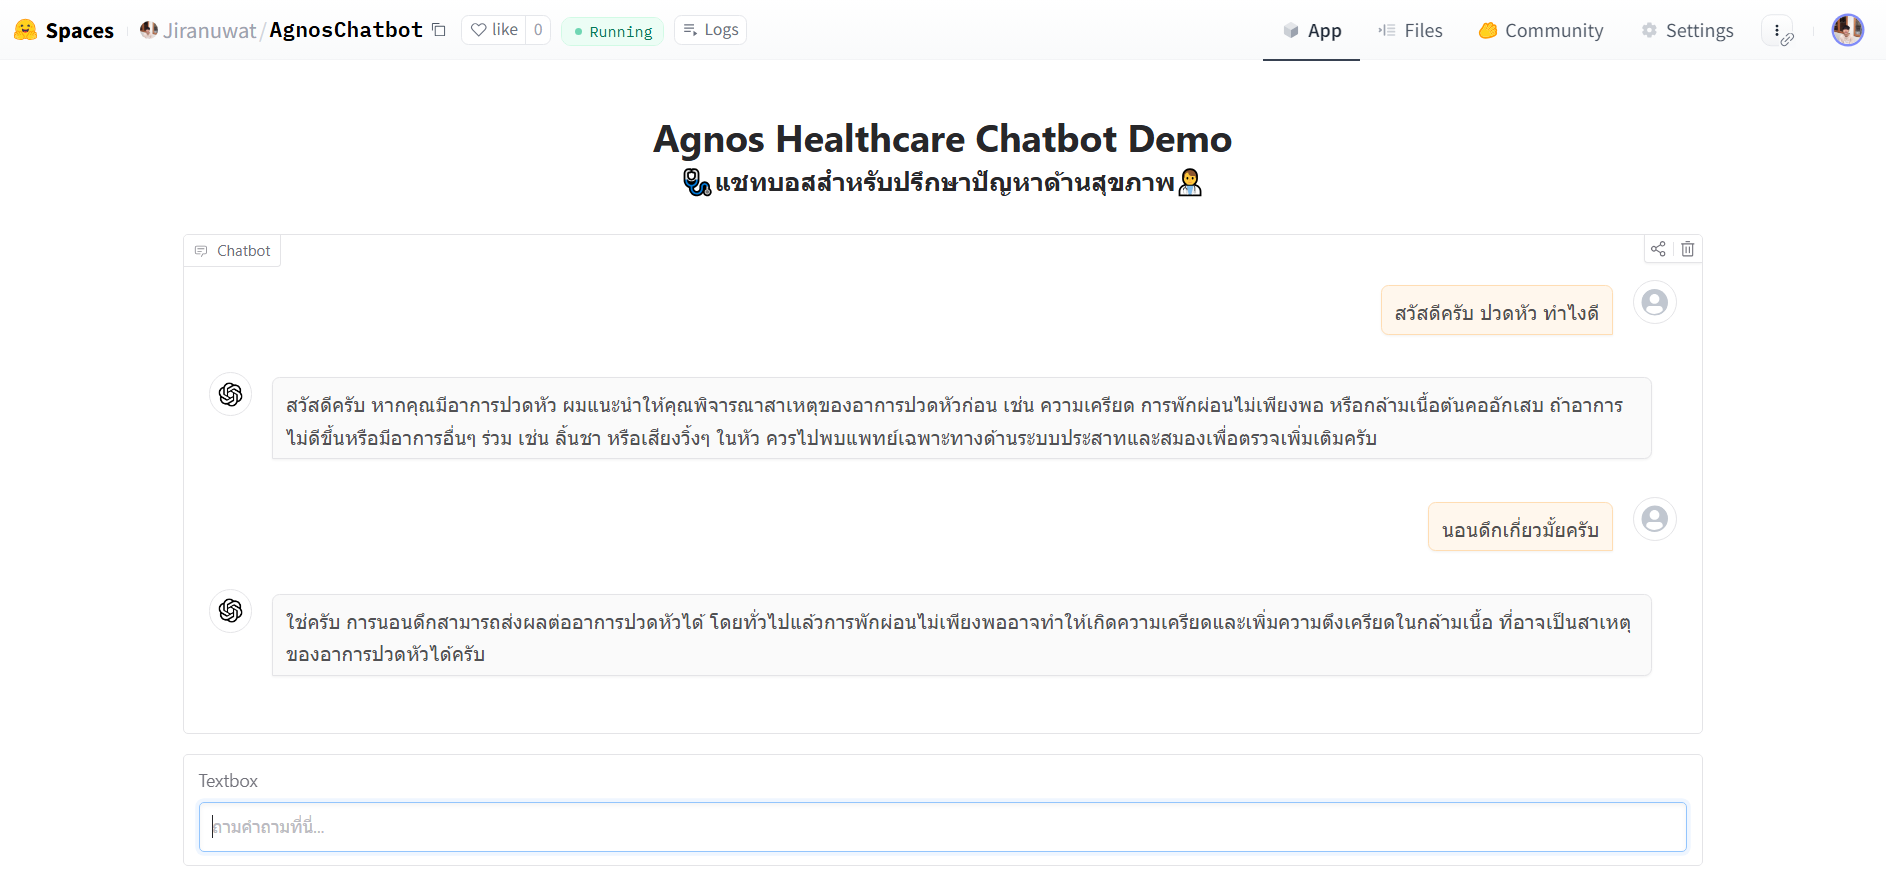 Spaces
Jiranuwat/AgnosChatbot
like 0
Running
Logs
App
Files
Community
Settings
Agnos Healthcare Chatbot Demo
แชทบอสสำหรับปรึกษาปัญหาด้านสุขภาพ
Chatbot
สวัสดีครับ ปวดหัว ทำไงดี
สวัสดีครับ หากคุณมีอาการปวดหัว ผมแนะนำให้คุณพิจารณาสาเหตุของอาการปวดหัวก่อน เช่น ความเครียด การพักผ่อนไม่เพียงพอ หรือกล้ามเนื้อต้นคออักเสบ ถ้าอาการ
ไม่ดีขึ้นหรือมีอาการอื่นๆ ร่วม เช่น ลิ้นชา หรือเสียงวิ้งๆ ในหัว ควรไปพบแพทย์เฉพาะทางด้านระบบประสาทและสมองเพื่อตรวจเพิ่มเติมครับ
นอนดึกเกี่ยวมั้ยครับ
ใช่ครับ การนอนดึกสามารถส่งผลต่ออาการปวดหัวได้ โดยทั่วไปแล้วการพักผ่อนไม่เพียงพออาจทำให้เกิดความเครียดและเพิ่มความตึงเครียดในกล้ามเนื้อ ที่อาจเป็นสาเหตุ
ของอาการปวดหัวได้ครับ
Textbox
ถามคำถามที่นี่...